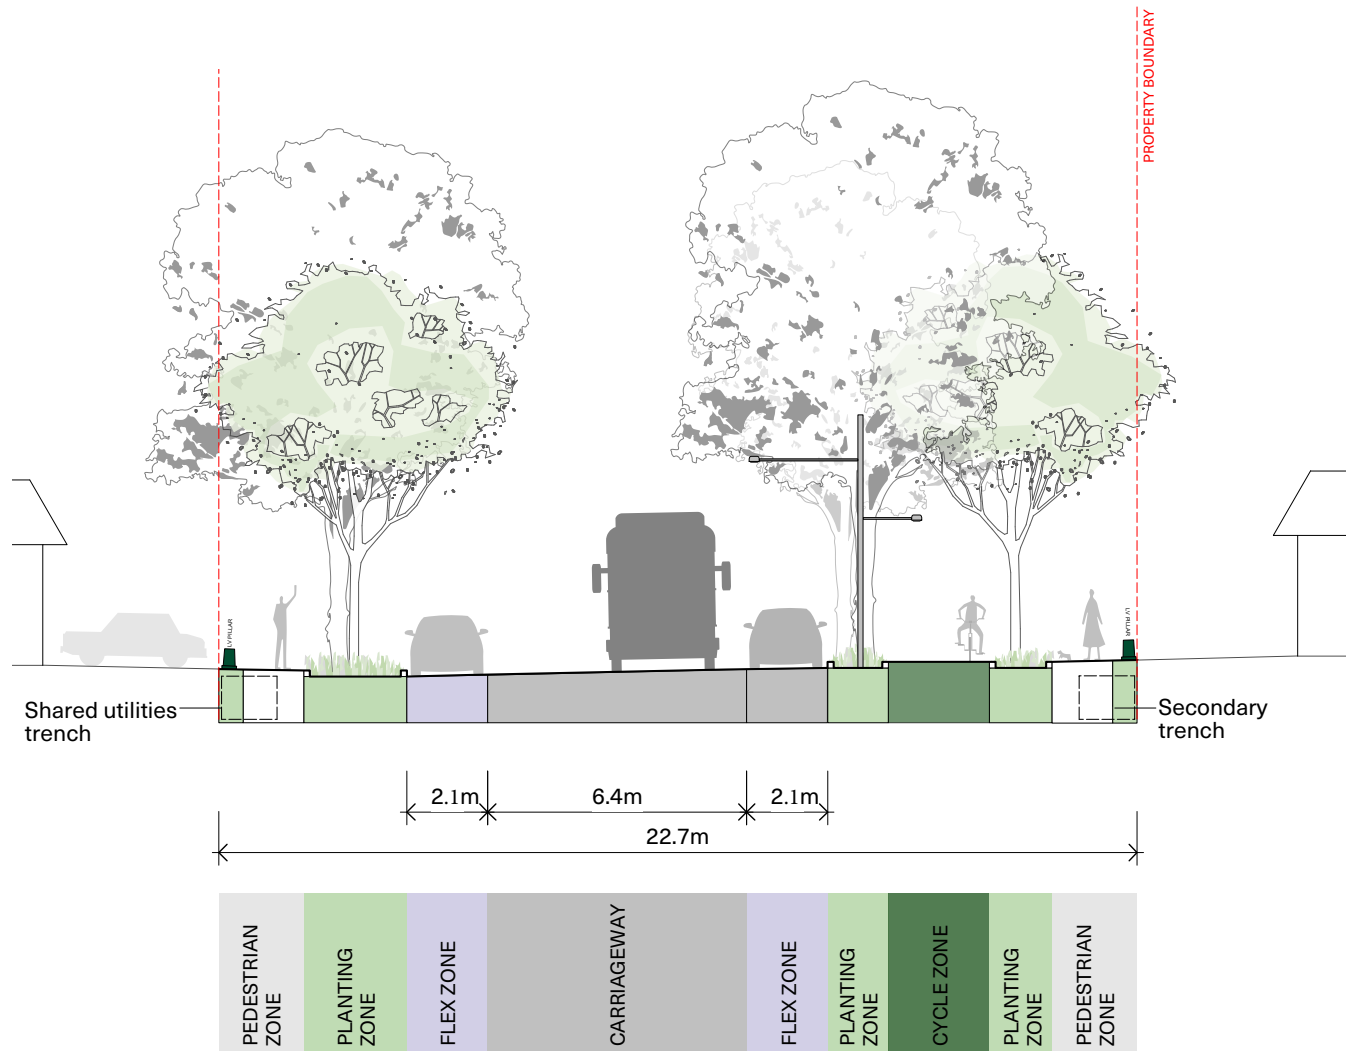 PROPERTY BOUNDARY
LV PILLAR
LV PILLAR
Shared utilities
trench
Secondary
trench
2.1m
6.4m
2.1m
22.7m
PEDESTRIAN
ZONE
PLANTING
ZONE
FLEX ZONE
CARRIAGEWAY
FLEX ZONE
PLANTING
ZONE
CYCLE ZONE
PLANTING
ZONE
PEDESTRIAN
ZONE